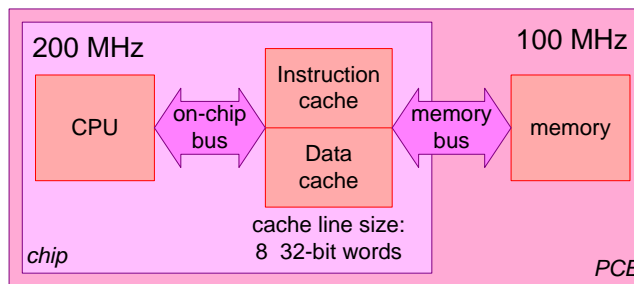 200 MHz
100 MHz
CPU
on-chip
bus
Instruction
cache
Data
cache
memory
bus
memory
cache line size:
8 32-bit words
chip
PCB